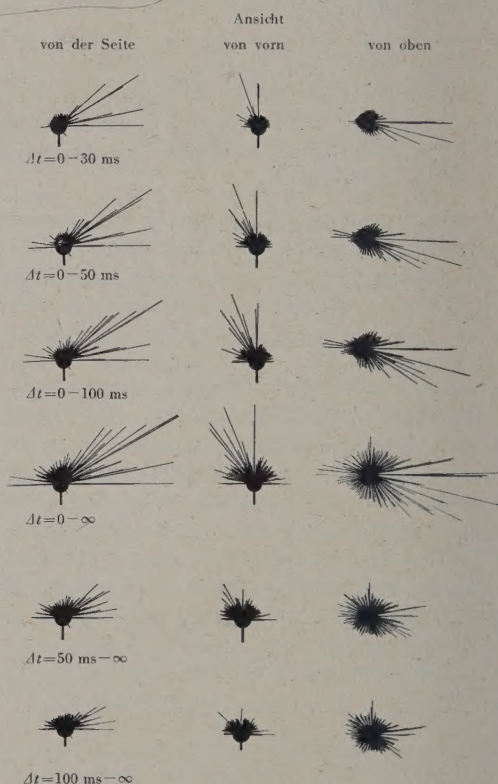 Ansicht
von der Seite von vorn von oben
Δt=0−30 ms
Δt=0−50 ms
Δt=0−100 ms
Δt=0−∞
Δt=50 ms−∞
Δt=100 ms−∞